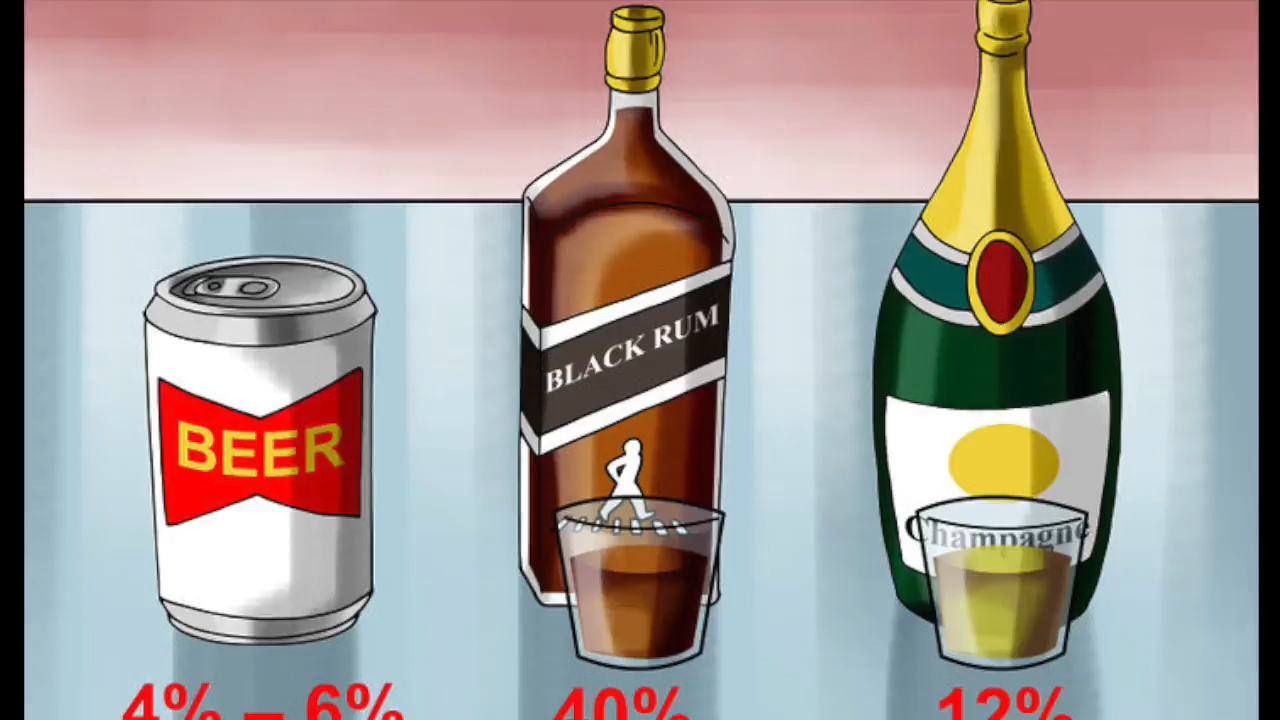 BEER
BLACK RUM
Champagne
4% – 6%
40%
12%